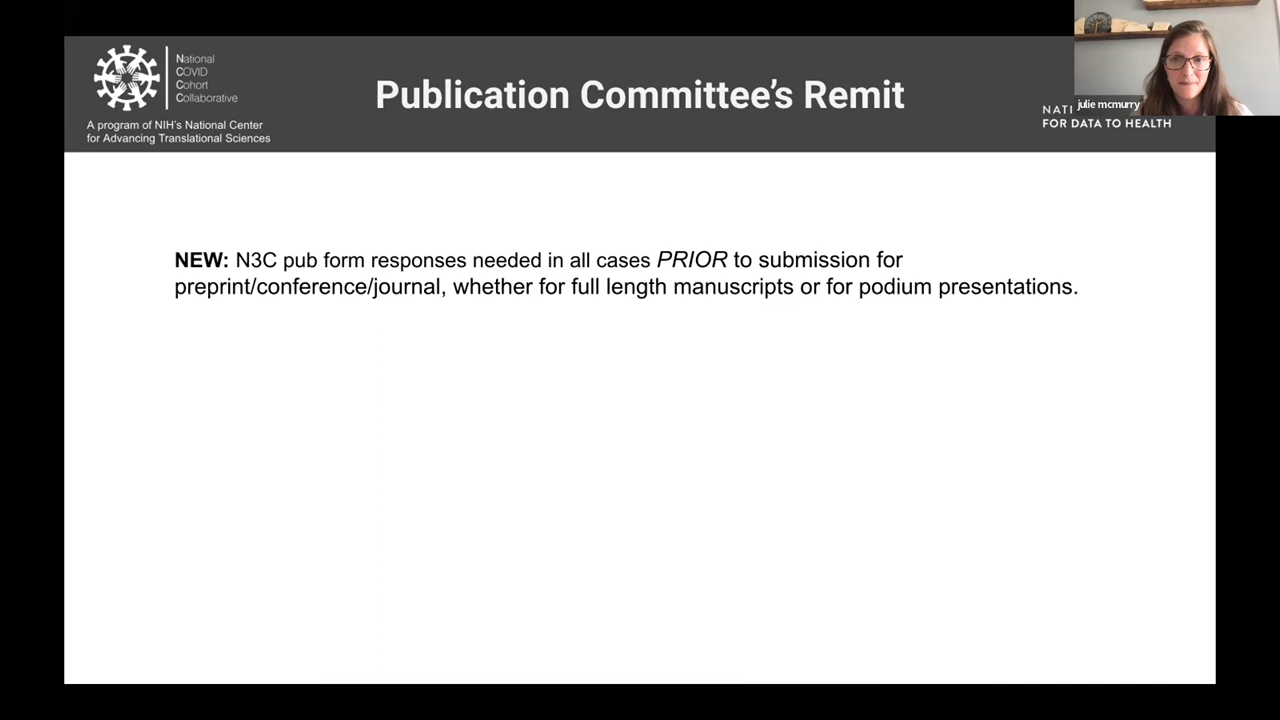 National
COVID
Cohort
Collaborative
A program of NIH's National Center
for Advancing Translational Sciences
Publication Committee's Remit
julie mcmurry
FOR DATA TO HEALTH
NEW: N3C pub form responses needed in all cases PRIOR to submission for
preprint/conference/journal, whether for full length manuscripts or for podium presentations.